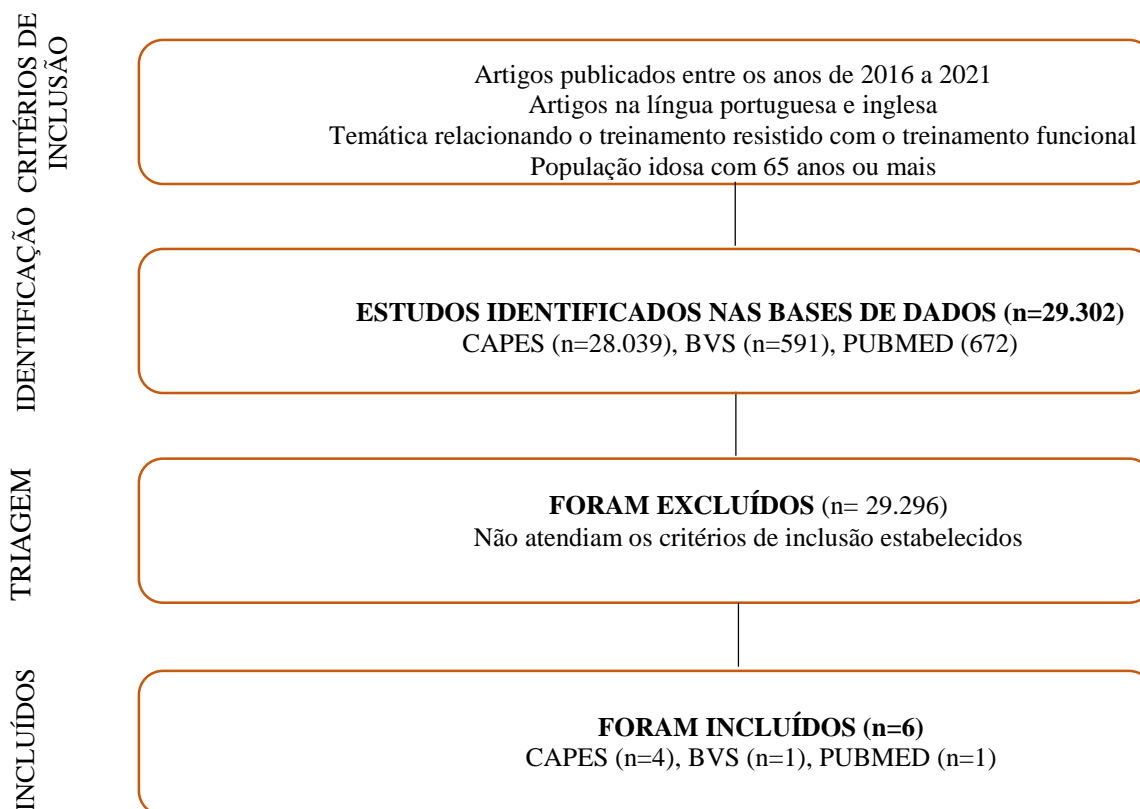 CRITÉRIOS DE
INCLUSÃO
Artigos publicados entre os anos de 2016 a 2021
Artigos na língua portuguesa e inglesa
Temática relacionando o treinamento resistido com o treinamento funcional
População idosa com 65 anos ou mais
IDENTIFICAÇÃO
ESTUDOS IDENTIFICADOS NAS BASES DE DADOS (n=29.302)
CAPES (n=28.039), BVS (n=591), PUBMED (672)
TRIAGEM
FORAM EXCLUÍDOS (n= 29.296)
Não atendiam os critérios de inclusão estabelecidos
INCLUÍDOS
FORAM INCLUÍDOS (n=6)
CAPES (n=4), BVS (n=1), PUBMED (n=1)